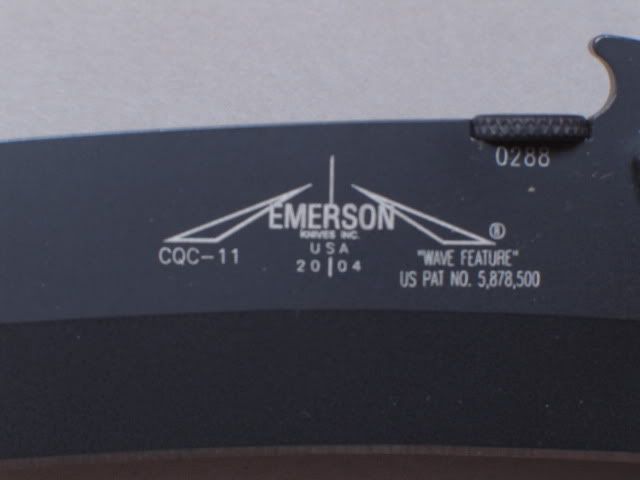 0288
EMERSON®
KNIVES INC.
CQC-11
USA
20 04
"WAVE FEATURE"
US PAT NO. 5,878,500